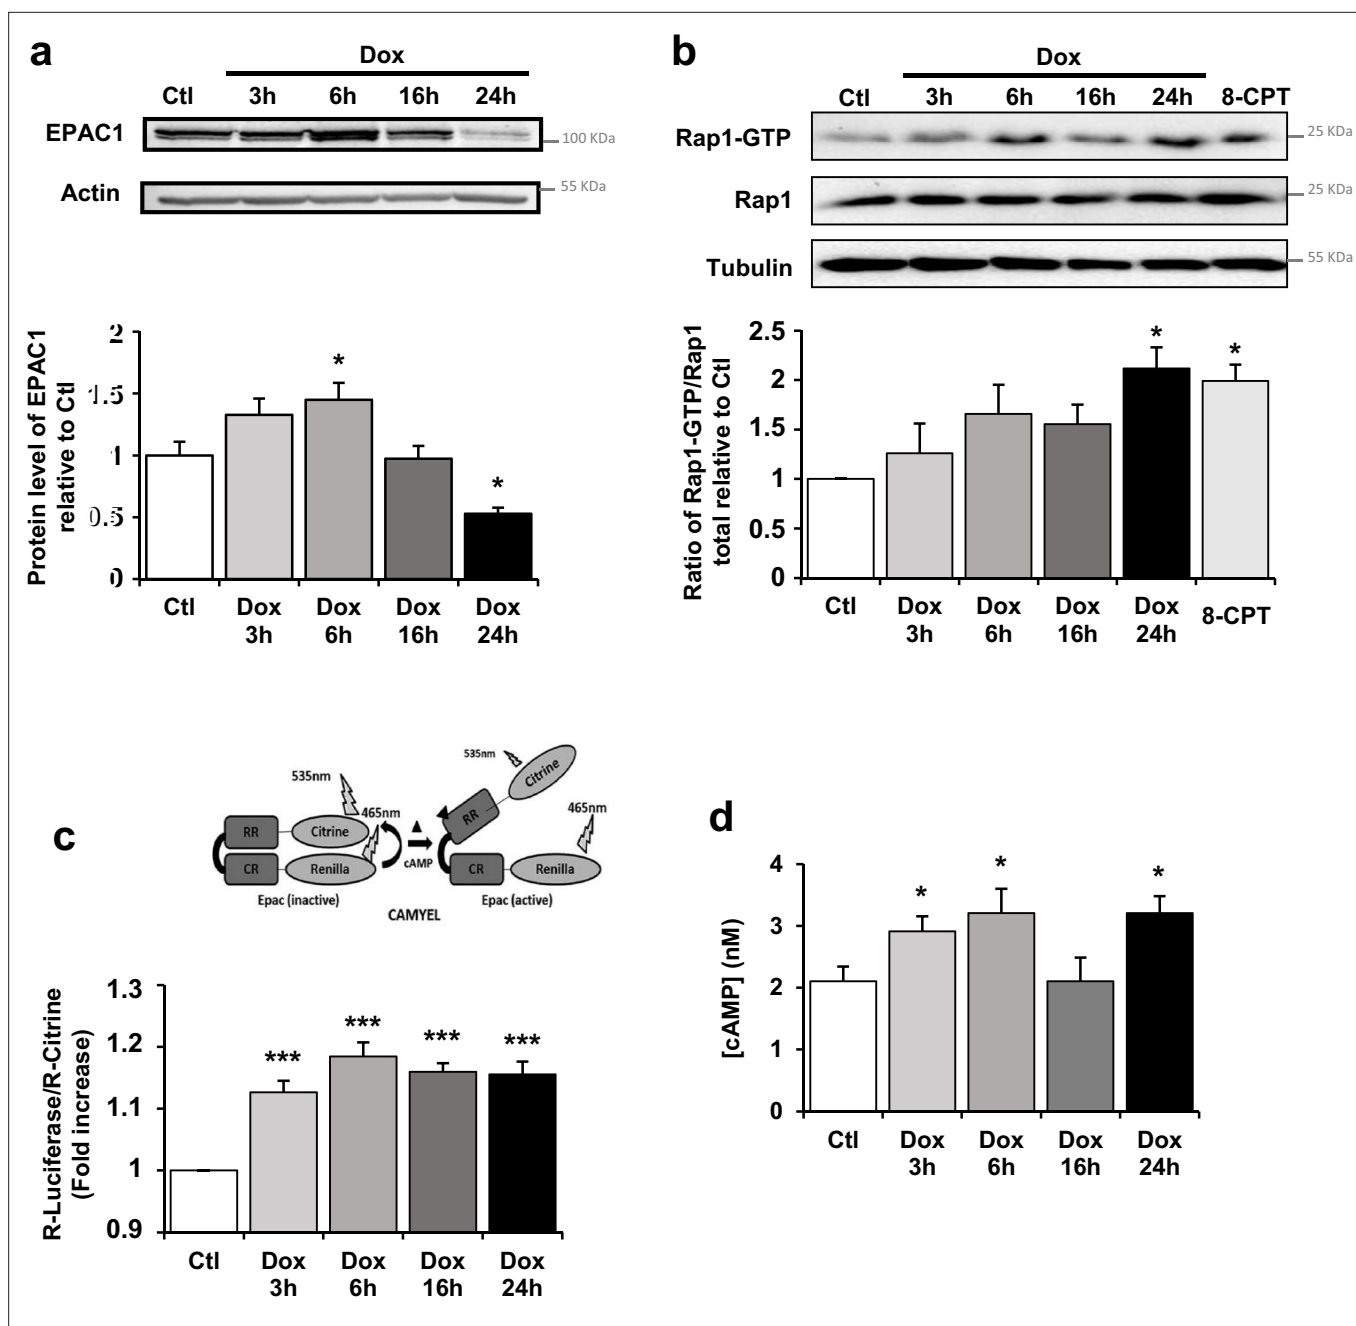 a
Dox
Ctl 3h 6h 16h 24h
EPAC1
100 KDa
Actin
55 KDa
Protein level of EPAC1
relative to Ctl
2
1.5
1
0.5
0
*
*
Ctl Dox Dox Dox Dox
3h 6h 16h 24h
b
Dox
Ctl 3h 6h 16h 24h 8-CPT
Rap1-GTP
25 KDa
Rap1
25 KDa
Tubulin
55 KDa
Ratio of Rap1-GTP/Rap1
total relative to Ctl
2.5
2
1.5
1
0.5
0
*
*
Ctl Dox Dox Dox Dox 8-CPT
3h 6h 16h 24h
c
535nm
465nm
RR
Citrine
CR
Renilla
Epac (inactive)
cAMP
CAMYEL
535nm
Citrine
RR
465nm
CR
Renilla
Epac (active)
R-Luciferase/R-Citrine
(Fold increase)
1.3
1.2
1.1
1
0.9
***
***
***
***
Ctl Dox Dox Dox Dox
3h 6h 16h 24h
d
[cAMP] (nM)
4
3
2
1
0
*
*
*
Ctl Dox Dox Dox Dox
3h 6h 16h 24h